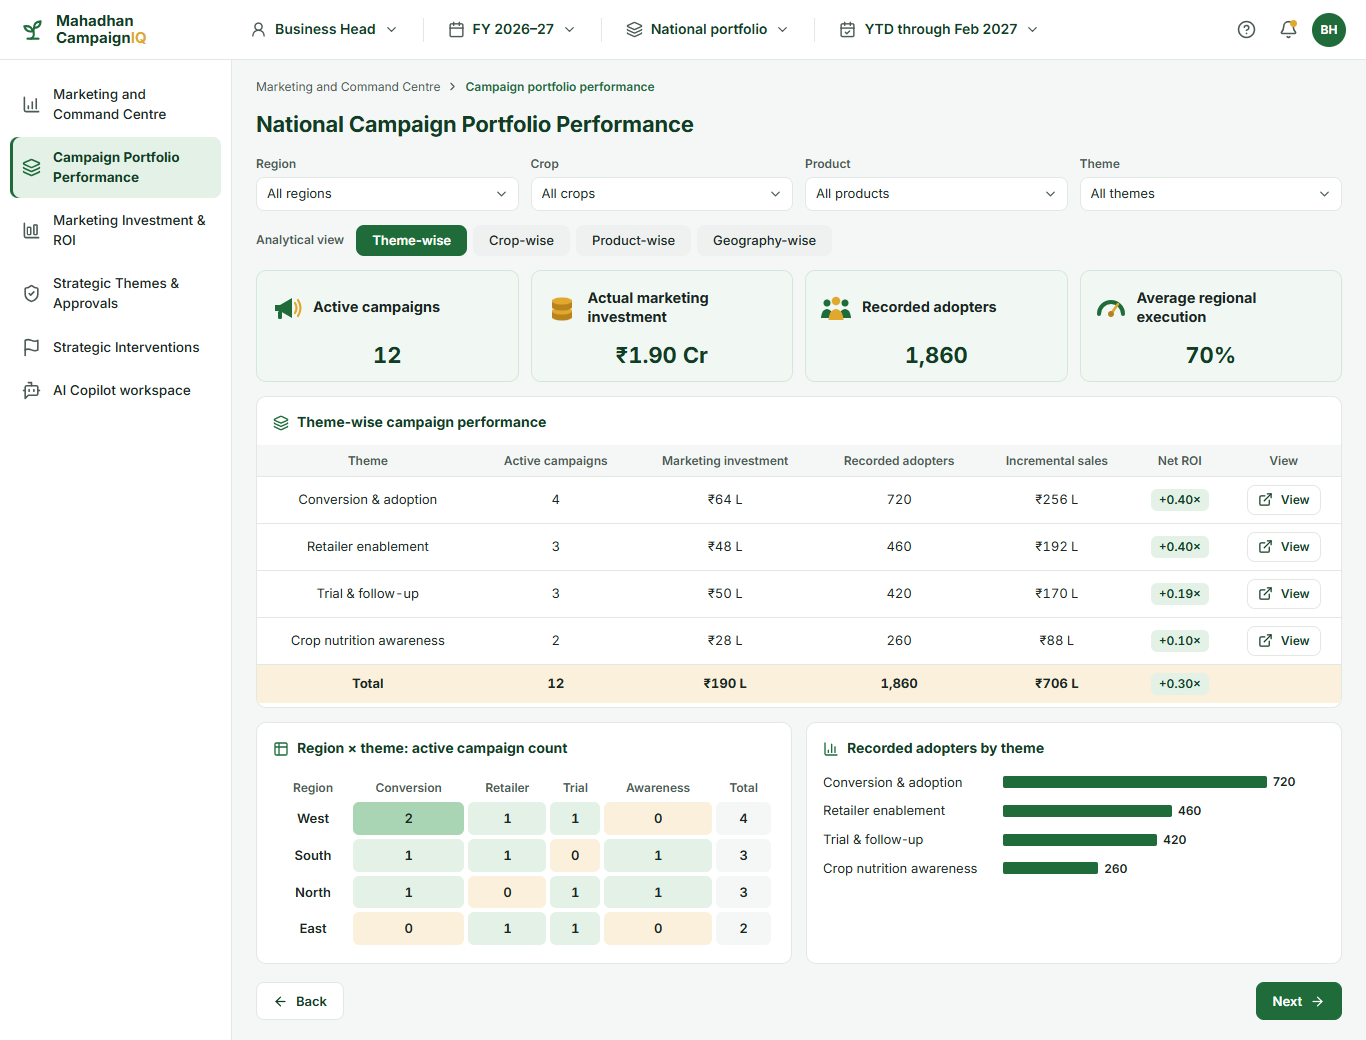 Mahadhan
CampaignIQ
Business Head
FY 2026–27
National portfolio
YTD through Feb 2027
BH
Marketing and
Command Centre
Campaign Portfolio
Performance
Marketing Investment &
ROI
Strategic Themes &
Approvals
Strategic Interventions
AI Copilot workspace
Marketing and Command Centre > Campaign portfolio performance
National Campaign Portfolio Performance
Region Crop Product Theme
All regions All crops All products All themes
Analytical view Theme-wise Crop-wise Product-wise Geography-wise
Active campaigns
12
Actual marketing
investment
₹1.90 Cr
Recorded adopters
1,860
Average regional
execution
70%
Theme-wise campaign performance
Theme Active campaigns Marketing investment Recorded adopters Incremental sales Net ROI View
Conversion & adoption 4 ₹64 L 720 ₹256 L +0.40× View
Retailer enablement 3 ₹48 L 460 ₹192 L +0.40× View
Trial & follow-up 3 ₹50 L 420 ₹170 L +0.19× View
Crop nutrition awareness 2 ₹28 L 260 ₹88 L +0.10× View
Total 12 ₹190 L 1,860 ₹706 L +0.30×
Region × theme: active campaign count
Region Conversion Retailer Trial Awareness Total
West 2 1 1 0 4
South 1 1 0 1 3
North 1 0 1 1 3
East 0 1 1 0 2
Recorded adopters by theme
Conversion & adoption 720
Retailer enablement 460
Trial & follow-up 420
Crop nutrition awareness 260
Back
Next